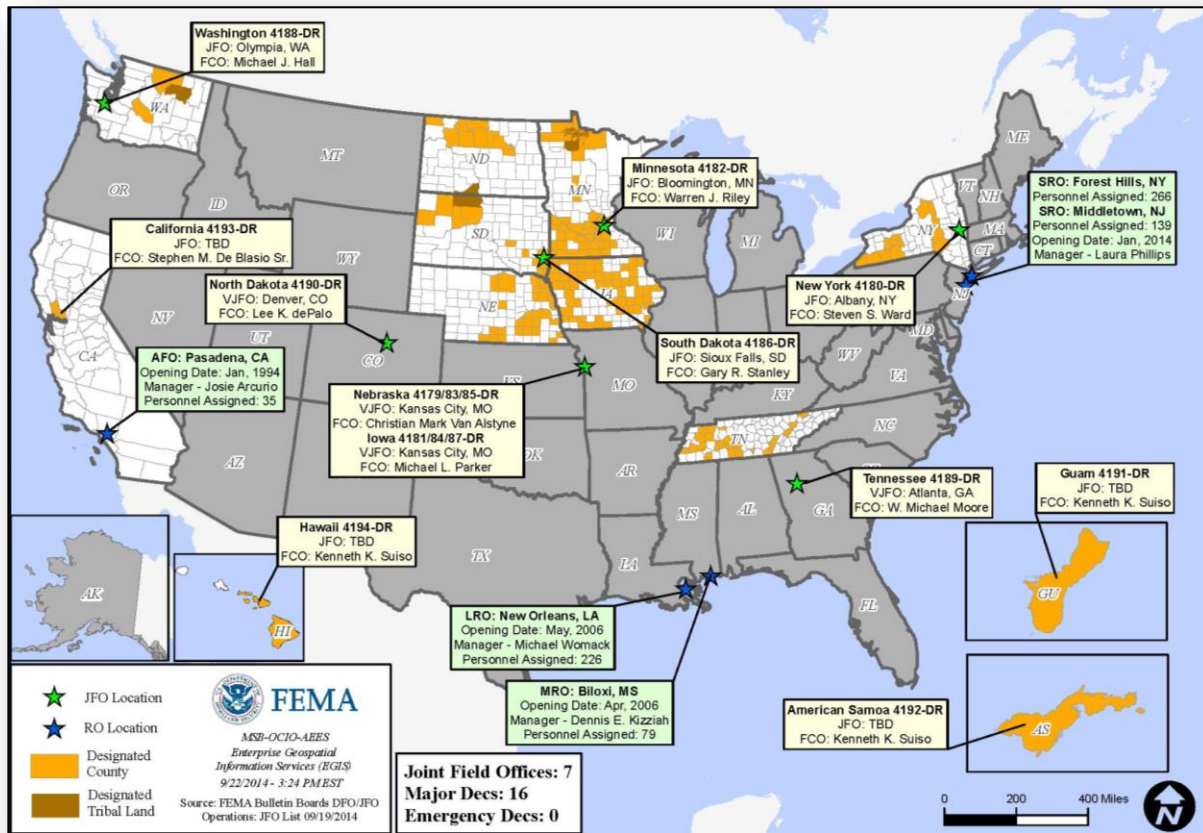 Washington 4188-DR
JFO: Olympia, WA
FCO: Michael J. Hall
WA
MT
ND
MN
OR
ID
SD
WI
MI
ME
VT
NH
NY
MA
CT
Minnesota 4182-DR
JFO: Bloomington, MN
FCO: Warren J. Riley
SRO: Forest Hills, NY
Personnel Assigned: 266
SRO: Middletown, NJ
Personnel Assigned: 139
Opening Date: Jan, 2014
Manager - Laura Phillips
California 4193-DR
JFO: TBD
FCO: Stephen M. De Blasio Sr.
WY
North Dakota 4190-DR
VJFO: Denver, CO
FCO: Lee K. dePalo
NE
IA
New York 4180-DR
JFO: Albany, NY
FCO: Steven S. Ward
NJ
NV
UT
CA
CO
KS
MO
KY
WV
VA
MD
South Dakota 4186-DR
JFO: Sioux Falls, SD
FCO: Gary R. Stanley
AFO: Pasadena, CA
Opening Date: Jan, 1994
Manager - Josie Arcurio
Personnel Assigned: 35
Nebraska 4179/83/85-DR
VJFO: Kansas City, MO
FCO: Christian Mark Van Alstyne
Iowa 4181/84/87-DR
VJFO: Kansas City, MO
FCO: Michael L. Parker
AZ
OK
AR
TN
NC
MS
AL
GA
TX
LA
FL
Tennessee 4189-DR
VJFO: Atlanta, GA
FCO: W. Michael Moore
Guam 4191-DR
JFO: TBD
FCO: Kenneth K. Suiso
GU
Hawaii 4194-DR
JFO: TBD
FCO: Kenneth K. Suiso
AK
HI
LRO: New Orleans, LA
Opening Date: May, 2006
Manager - Michael Womack
Personnel Assigned: 226
MRO: Biloxi, MS
Opening Date: Apr, 2006
Manager - Dennis E. Kizziah
Personnel Assigned: 79
American Samoa 4192-DR
JFO: TBD
FCO: Kenneth K. Suiso
AS
JFO Location
RO Location
Designated
County
Designated
Tribal Land
FEMA
MSB-OCIO-AEES
Enterprise Geospatial
Information Services (EGIS)
9/22/2014 - 3:24 PM EST
Source: FEMA Bulletin Boards DFO/JFO
Operations: JFO List 09/19/2014
Joint Field Offices: 7
Major Decs: 16
Emergency Decs: 0
0 200 400 Miles
N